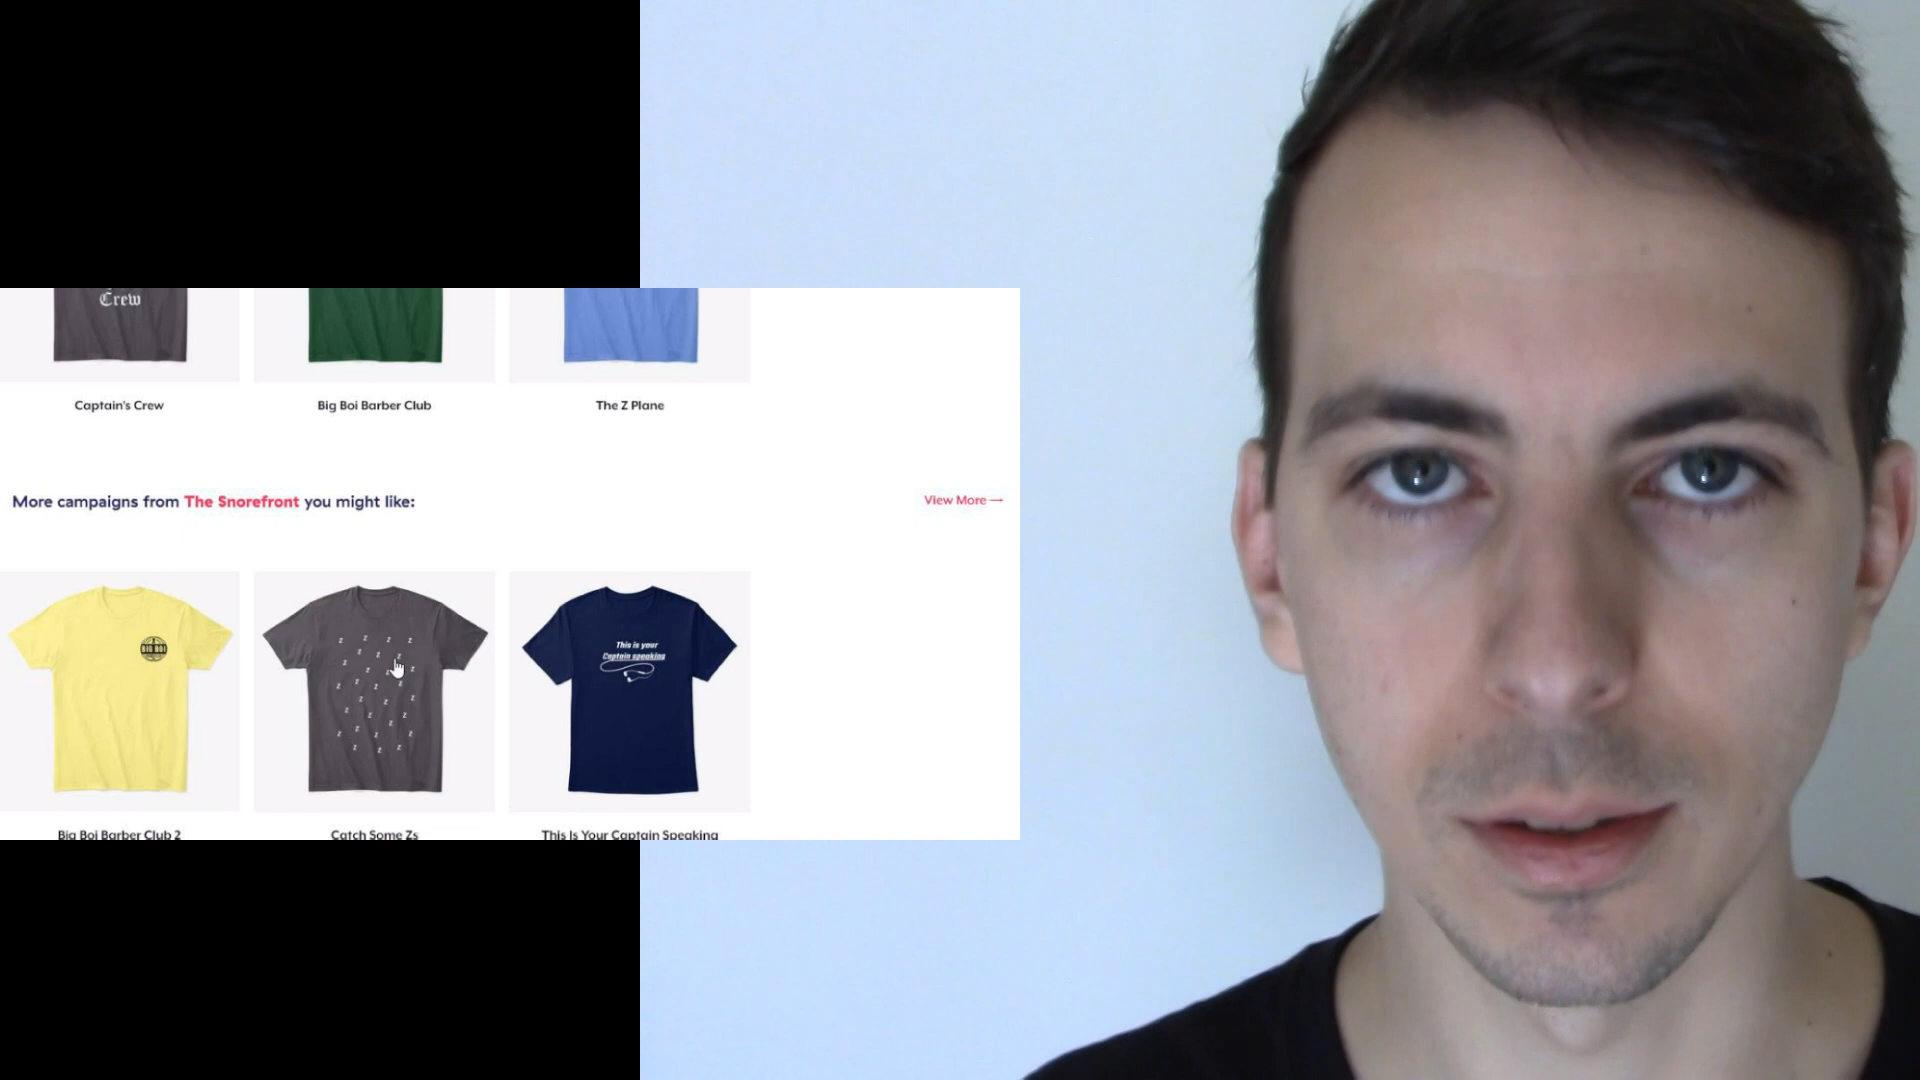 Crew
Captain's Crew
Big Boi Barber Club
The Z Plane
More campaigns from The Snorefront you might like:
View More →
BIG BOI
z z z z
z z z
z z
z z z
z z z
z z z
z z
z z z
z z z
z z z
This is your
Captain speaking
Big Boi Barber Club 2
Catch Some Zs
This Is Your Captain Speaking